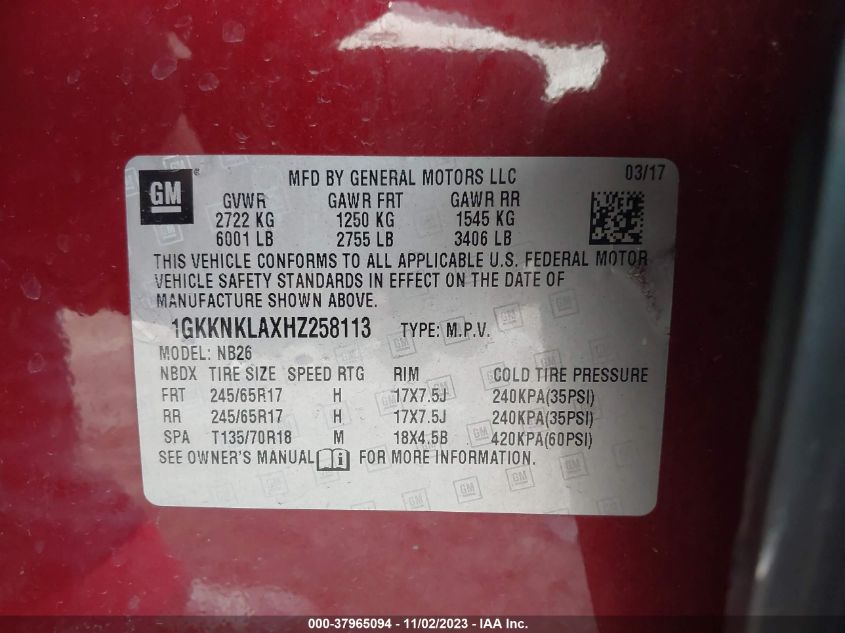 GM MFD BY GENERAL MOTORS LLC 03/17
GVWR GAWR FRT GAWR RR
2722 KG 1250 KG 1545 KG
6001 LB 2755 LB 3406 LB
THIS VEHICLE CONFORMS TO ALL APPLICABLE U.S. FEDERAL MOTOR
VEHICLE SAFETY STANDARDS IN EFFECT ON THE DATE OF
MANUFACTURE SHOWN ABOVE.
1GKKNKLAXHZ258113 TYPE: M.P.V.
MODEL: NB26
NBDX TIRE SIZE SPEED RTG RIM COLD TIRE PRESSURE
FRT 245/65R17 H 17X7.5J 240KPA(35PSI)
RR 245/65R17 H 17X7.5J 240KPA(35PSI)
SPA T135/70R18 M 18X4.5B 420KPA(60PSI)
SEE OWNER'S MANUAL i FOR MORE INFORMATION.
000-37965094 - 11/02/2023 - IAA Inc.